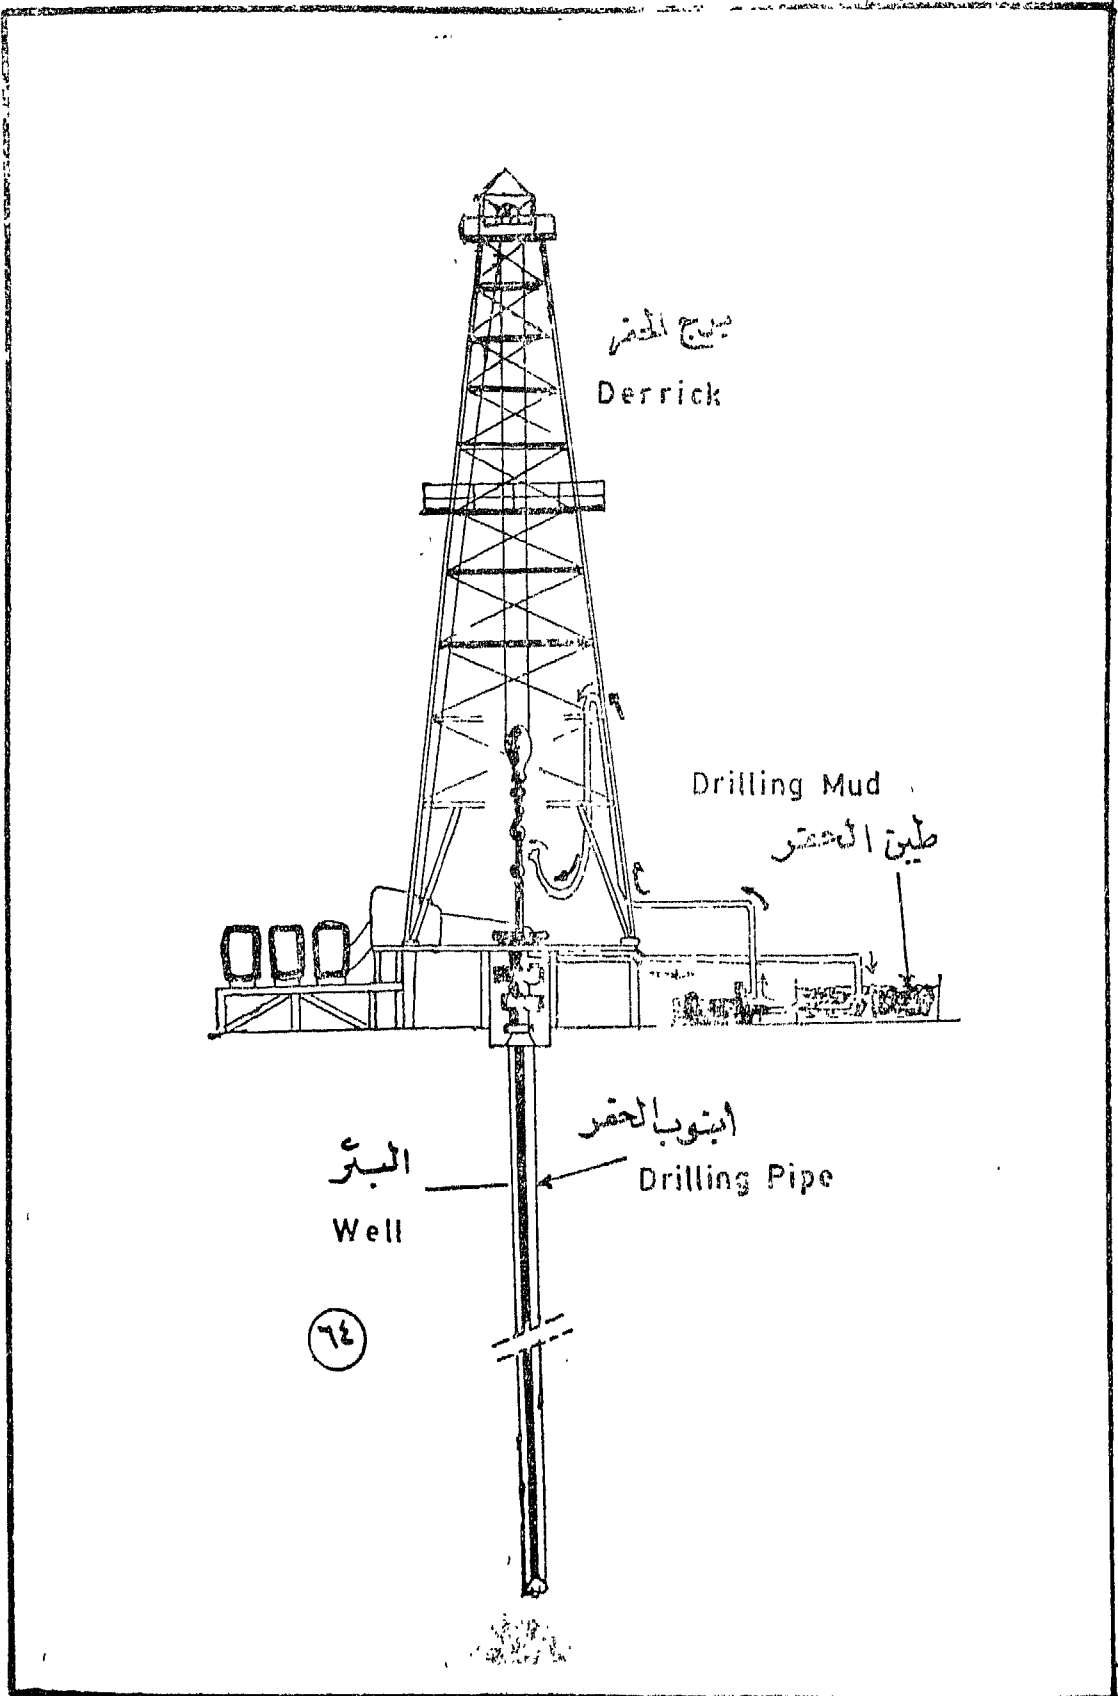 برج الحفر
Derrick
Drilling Mud
طين الحفر
انبوب الحفر
Drilling Pipe
البئر
Well
٦٤